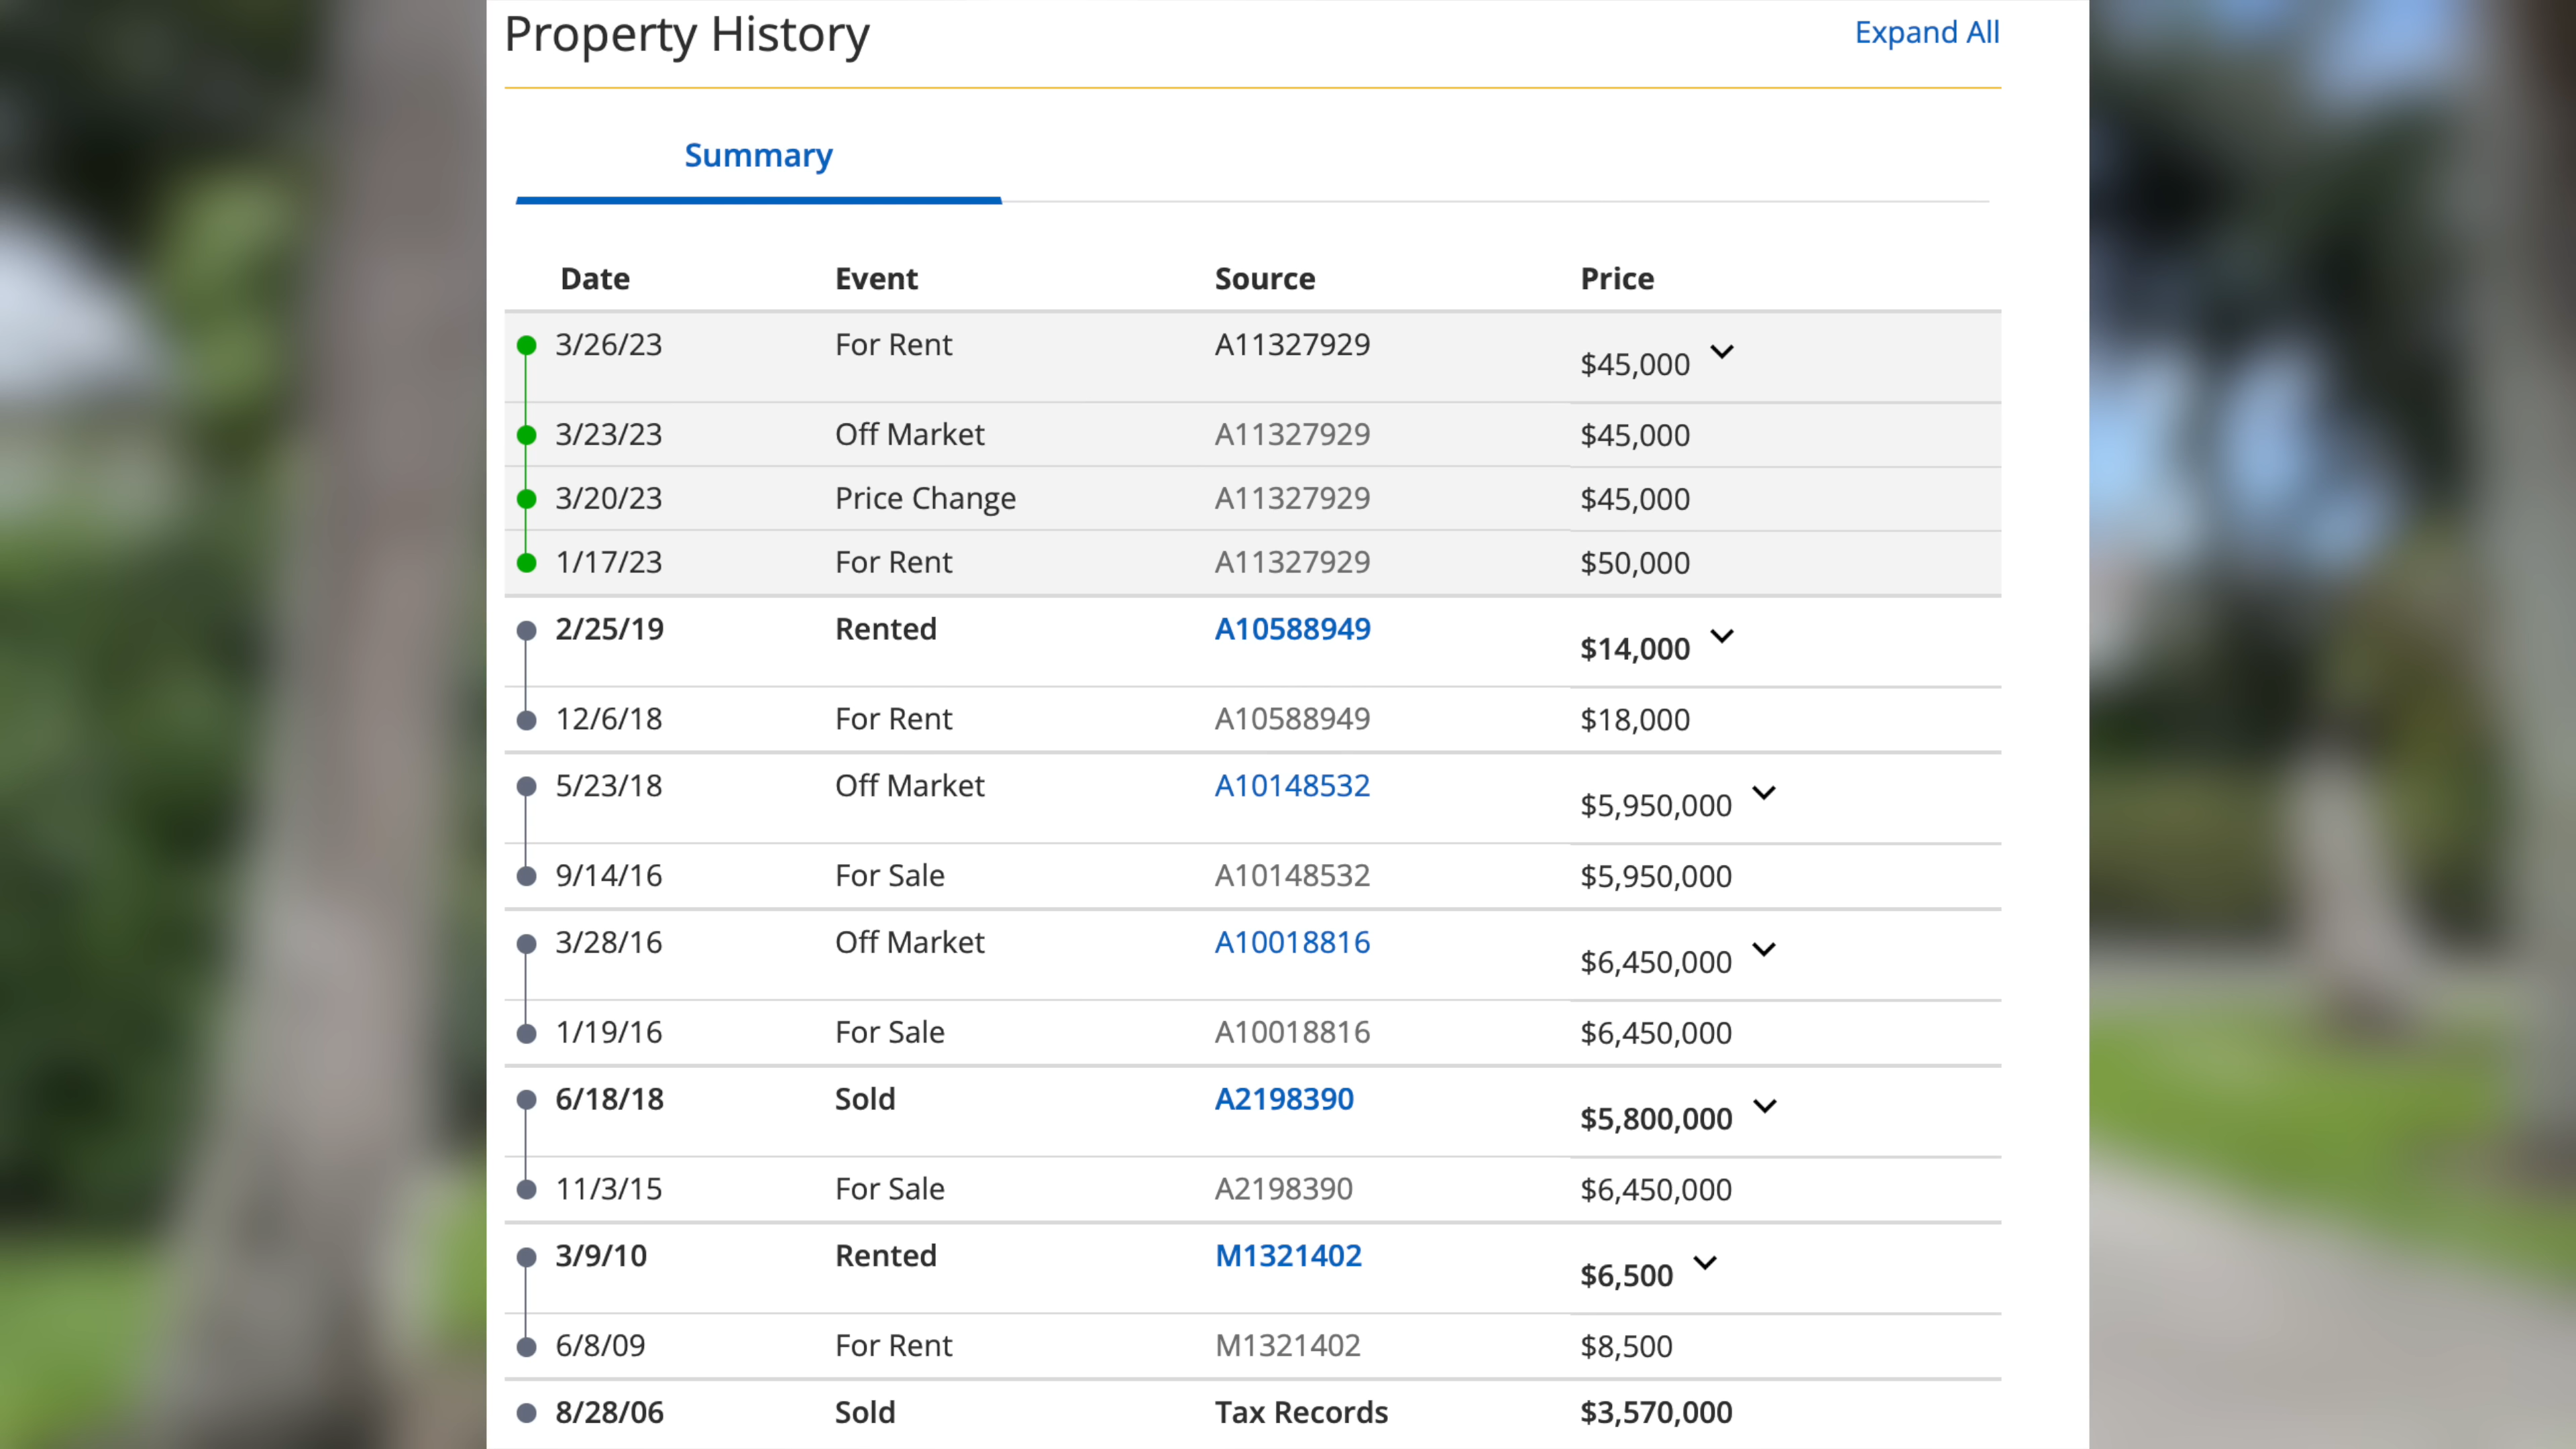 Property History Expand All
Summary
Date Event Source Price
3/26/23 For Rent A11327929 $45,000
3/23/23 Off Market A11327929 $45,000
3/20/23 Price Change A11327929 $45,000
1/17/23 For Rent A11327929 $50,000
2/25/19 Rented A10588949 $14,000
12/6/18 For Rent A10588949 $18,000
5/23/18 Off Market A10148532 $5,950,000
9/14/16 For Sale A10148532 $5,950,000
3/28/16 Off Market A10018816 $6,450,000
1/19/16 For Sale A10018816 $6,450,000
6/18/18 Sold A2198390 $5,800,000
11/3/15 For Sale A2198390 $6,450,000
3/9/10 Rented M1321402 $6,500
6/8/09 For Rent M1321402 $8,500
8/28/06 Sold Tax Records $3,570,000